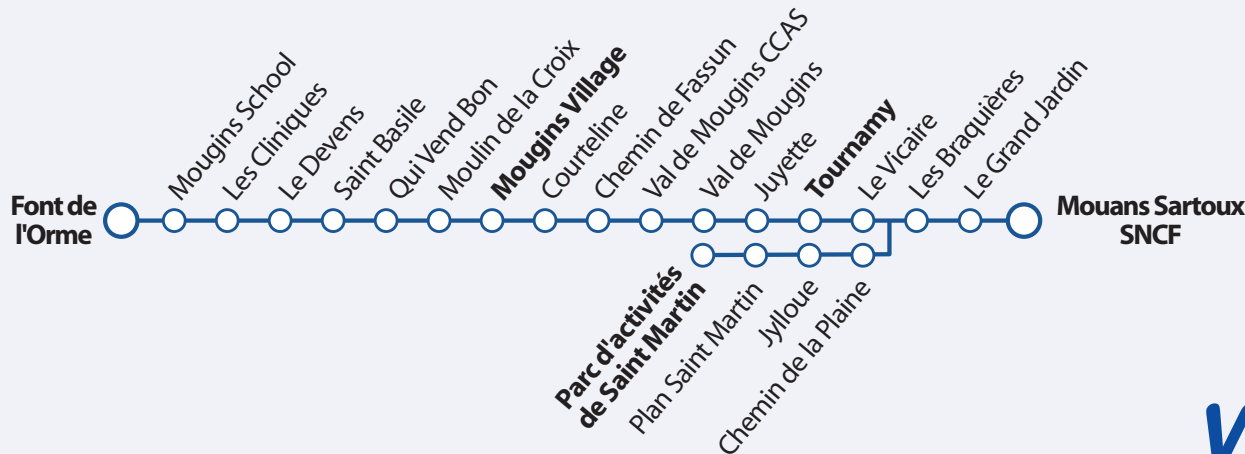 Font de
l'Orme
Mougins School
Les Cliniques
Le Devens
Saint Basile
Qui Vend Bon
Moulin de la Croix
Mougins Village
Courteline
Chemin de Fassun
Val de Mougins CCAS
Val de Mougins
Juyette
Tournamy
Le Vicaire
Les Braquières
Le Grand Jardin
Mouans Sartoux
SNCF
Parc d'activités
de Saint Martin
Plan Saint Martin
Jylloue
Chemin de la Plaine